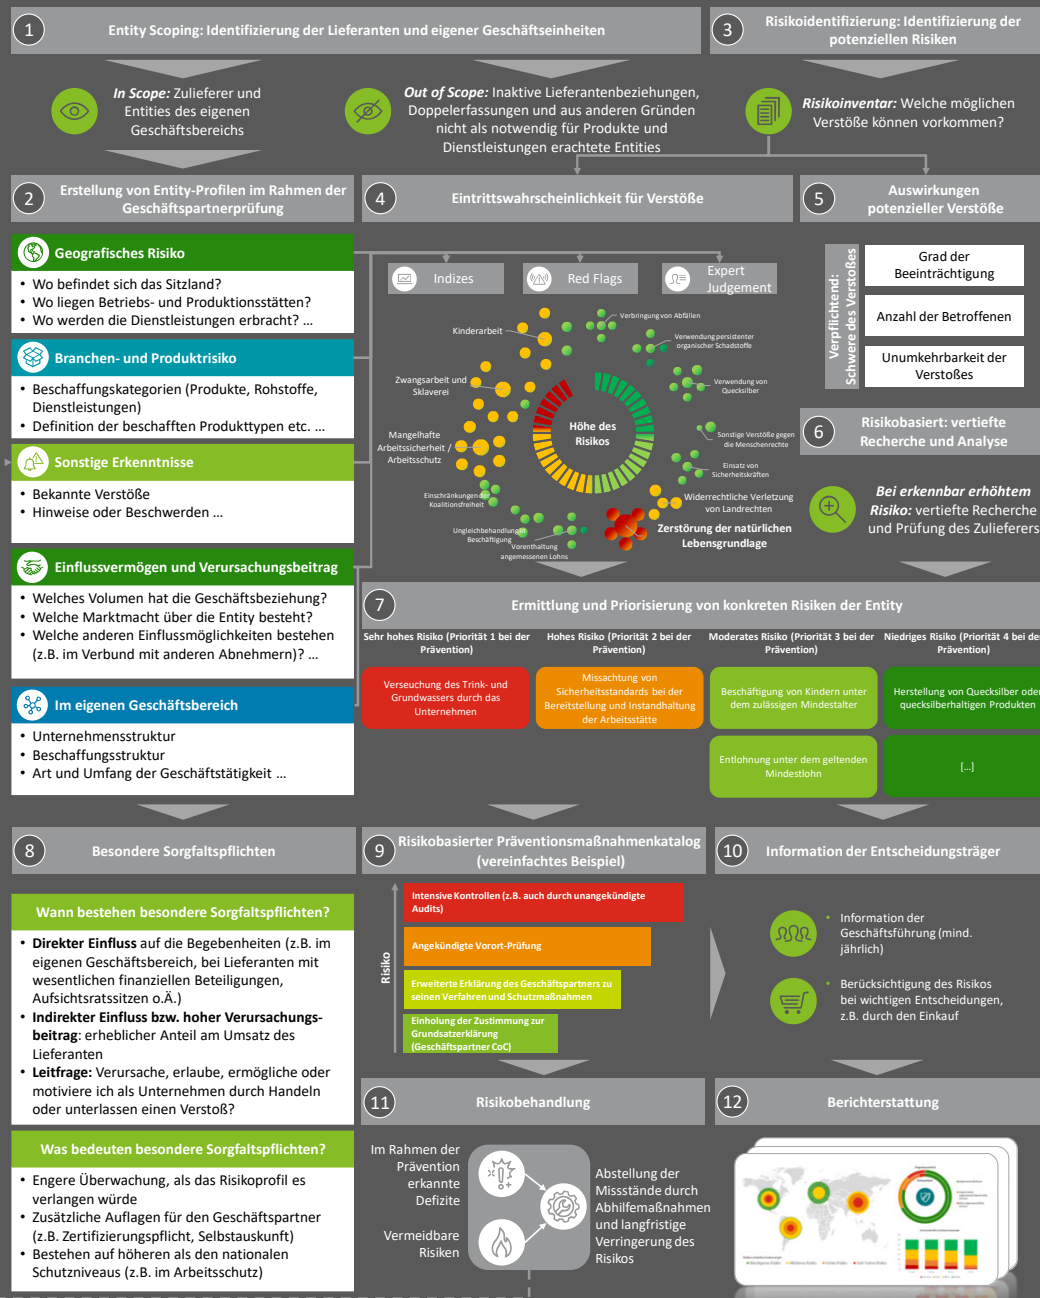 1
Entity Scoping: Identifizierung der Lieferanten und eigener Geschäftseinheiten
In Scope: Zulieferer und
Entities des eigenen
Geschäftsbereichs
Out of Scope: Inaktive Lieferantenbeziehungen,
Doppelerfassungen und aus anderen Gründen
nicht als notwendig für Produkte und
Dienstleistungen erachtete Entities
3
Risikoidentifizierung: Identifizierung der
potenziellen Risiken
Risikoinventar: Welche möglichen
Verstöße können vorkommen?
2
Erstellung von Entity-Profilen im Rahmen der
Geschäftspartnerprüfung
Geografisches Risiko
• Wo befindet sich das Sitzland?
• Wo liegen Betriebs- und Produktionsstätten?
• Wo werden die Dienstleistungen erbracht? ...
Branchen- und Produktrisiko
• Beschaffungskategorien (Produkte, Rohstoffe,
Dienstleistungen)
• Definition der beschafften Produkttypen etc. ...
Sonstige Erkenntnisse
• Bekannte Verstöße
• Hinweise oder Beschwerden ...
Einflussvermögen und Verursachungsbeitrag
• Welches Volumen hat die Geschäftsbeziehung?
• Welche Marktmacht über die Entity besteht?
• Welche anderen Einflussmöglichkeiten bestehen
(z.B. im Verbund mit anderen Abnehmern)? ...
Im eigenen Geschäftsbereich
• Unternehmensstruktur
• Beschaffungsstruktur
• Art und Umfang der Geschäftstätigkeit ...
4
Eintrittswahrscheinlichkeit für Verstöße
Indizes
Red Flags
Expert
Judgement
Kinderarbeit
Verbringung von Abfällen
Verwendung persistenter
organischer Schadstoffe
Zwangsarbeit und
Sklaverei
Verwendung von
Quecksilber
Höhe des
Risikos
Mangelhafte
Arbeitssicherheit /
Arbeitsschutz
Sonstige Verstöße gegen
die Menschenrechte
Einsatz von
Sicherheitskräften
Einschränkungen der
Koalitionsfreiheit
Widerrechtliche Verletzung
von Landrechten
Ungleichbehandlung in
Beschäftigung
Vorenthaltung
angemessenen Lohns
Zerstörung der natürlichen
Lebensgrundlage
5
Auswirkungen
potenzieller Verstöße
Verpflichtend:
Schwere des Verstoßes
Grad der
Beeinträchtigung
Anzahl der Betroffenen
Unumkehrbarkeit der
Verstoßes
6
Risikobasiert: vertiefte
Recherche und Analyse
Bei erkennbar erhöhtem
Risiko: vertiefte Recherche
und Prüfung des Zulieferers
7
Ermittlung und Priorisierung von konkreten Risiken der Entity
Sehr hohes Risiko (Priorität 1 bei der
Prävention)
Hohes Risiko (Priorität 2 bei der
Prävention)
Moderates Risiko (Priorität 3 bei der
Prävention)
Niedriges Risiko (Priorität 4 bei der
Prävention)
Verseuchung des Trink- und
Grundwassers durch das
Unternehmen
Missachtung von
Sicherheitsstandards bei der
Bereitstellung und Instandhaltung
der Arbeitsstätte
Beschäftigung von Kindern unter
dem zulässigen Mindestalter
Herstellung von Quecksilber oder
quecksilberhaltigen Produkten
Entlohnung unter dem geltenden
Mindestlohn
[...]
8
Besondere Sorgfaltspflichten
Wann bestehen besondere Sorgfaltspflichten?
• Direkter Einfluss auf die Begebenheiten (z.B. im
eigenen Geschäftsbereich, bei Lieferanten mit
wesentlichen finanziellen Beteiligungen,
Aufsichtsratssitzen o.Ä.)
• Indirekter Einfluss bzw. hoher Verursachungs-
beitrag: erheblicher Anteil am Umsatz des
Lieferanten
• Leitfrage: Verursache, erlaube, ermögliche oder
motiviere ich als Unternehmen durch Handeln
oder unterlassen einen Verstoß?
Was bedeuten besondere Sorgfaltspflichten?
• Engere Überwachung, als das Risikoprofil es
verlangen würde
• Zusätzliche Auflagen für den Geschäftspartner
(z.B. Zertifizierungspflicht, Selbstauskunft)
• Bestehen auf höheren als den nationalen
Schutzniveaus (z.B. im Arbeitsschutz)
9
Risikobasierter Präventionsmaßnahmenkatalog
(vereinfachtes Beispiel)
Risiko
Intensive Kontrollen (z.B. auch durch unangekündigte
Audits)
Angekündigte Vorort-Prüfung
Erweiterte Erklärung des Geschäftspartners zu
seinen Verfahren und Schutzmaßnahmen
Einholung der Zustimmung zur
Grundsatzerklärung
(Geschäftspartner CoC)
10
Information der Entscheidungsträger
• Information der
Geschäftsführung (mind.
jährlich)
• Berücksichtigung des Risikos
bei wichtigen Entscheidungen,
z.B. durch den Einkauf
11
Risikobehandlung
Im Rahmen der
Prävention
erkannte
Defizite
Vermeidbare
Risiken
Abstellung der
Missstände durch
Abhilfemaßnahmen
und langfristige
Verringerung des
Risikos
12
Berichterstattung